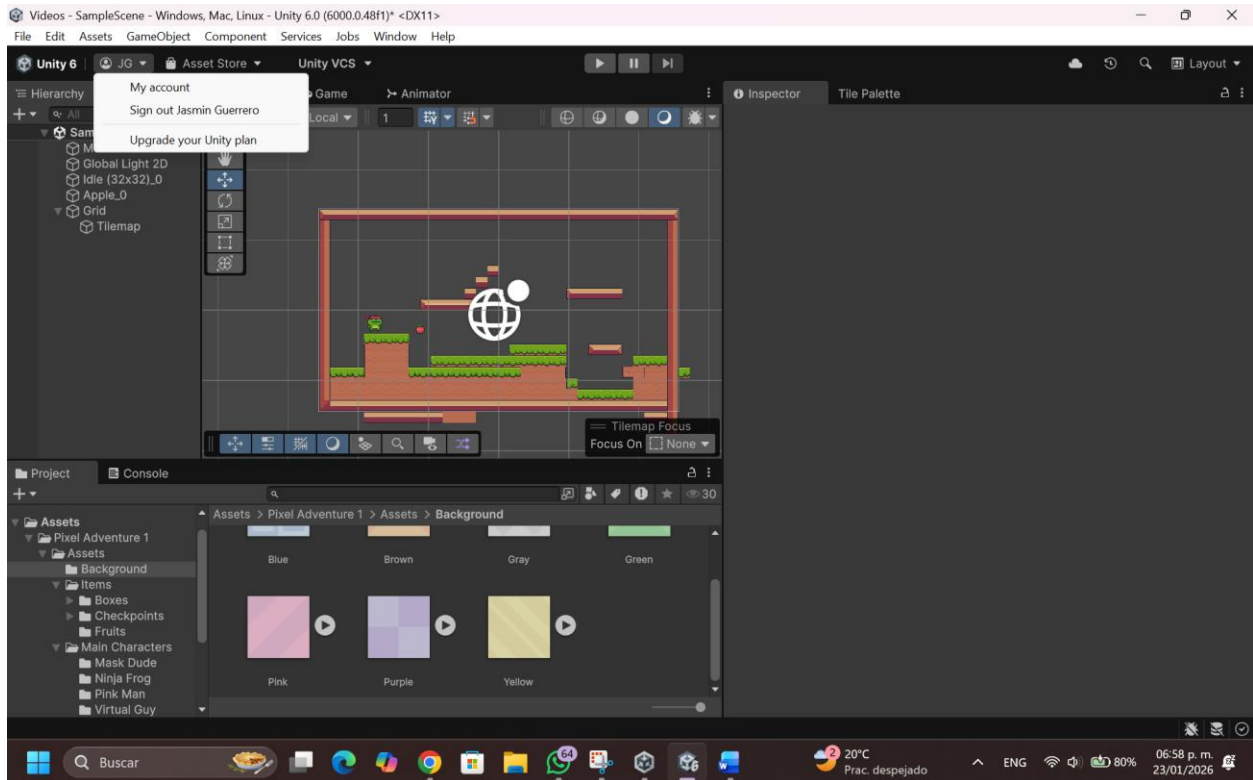 Videos - SampleScene - Windows, Mac, Linux - Unity 6.0 (6000.0.48f1)* <DX11>
File Edit Assets GameObject Component Services Jobs Window Help
Unity 6 JG Asset Store Unity VCS Layout
My account
Sign out Jasmin Guerrero
Upgrade your Unity plan
Hierarchy Game Animator Inspector Tile Palette
All Local 1
Sam
M
Global Light 2D
Idle (32x32)_0
Apple_0
Grid
Tilemap
Tilemap Focus
Focus On None
Project Console
30
Assets > Pixel Adventure 1 > Assets > Background
Assets
Pixel Adventure 1
Assets
Background
Items
Boxes
Checkpoints
Fruits
Main Characters
Mask Dude
Ninja Frog
Pink Man
Virtual Guy
Blue Brown Gray Green
Pink Purple Yellow
Buscar
64
2
20°C
Prac. despejado
ENG
80%
06:58 p. m.
23/01/2026